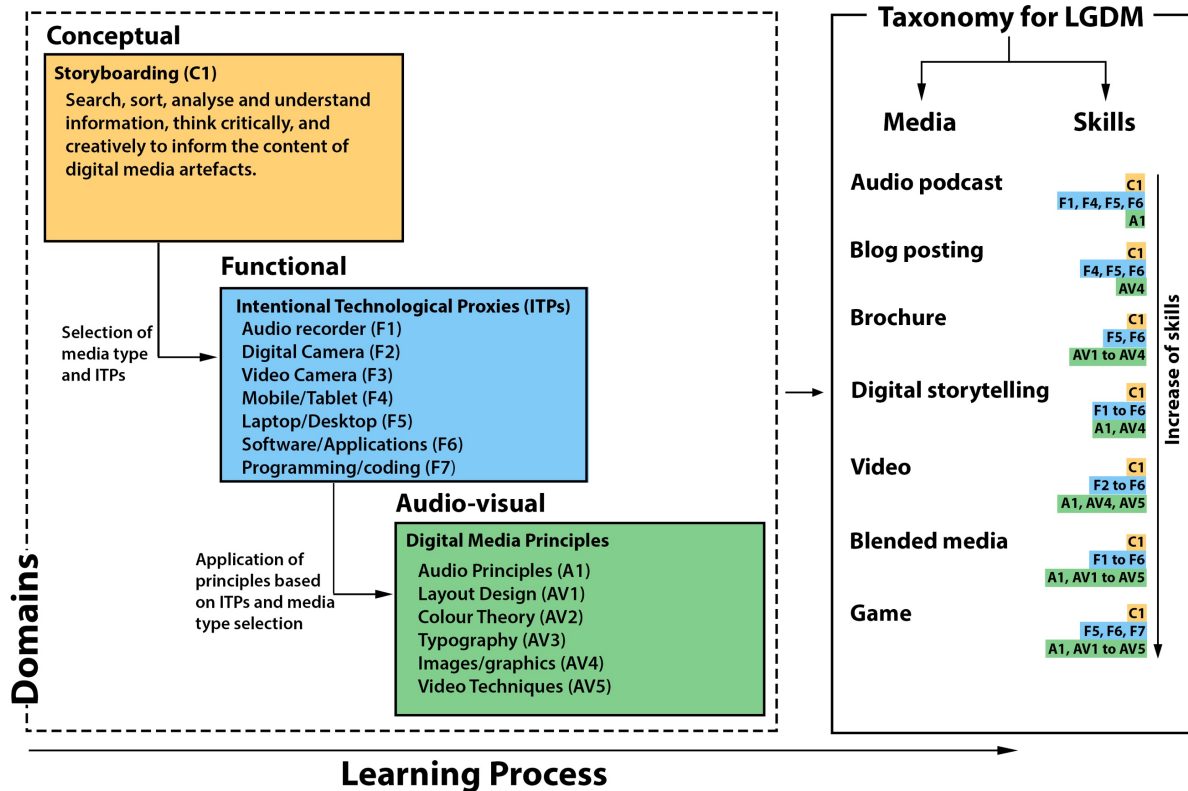 Conceptual
Storyboarding (C1)
Search, sort, analyse and understand
information, think critically, and
creatively to inform the content of
digital media artefacts.
Selection of
media type
and ITPs
Functional
Intentional Technological Proxies (ITPs)
Audio recorder (F1)
Digital Camera (F2)
Video Camera (F3)
Mobile/Tablet (F4)
Laptop/Desktop (F5)
Software/Applications (F6)
Programming/coding (F7)
Application of
principles based
on ITPs and media
type selection
Audio-visual
Digital Media Principles
Audio Principles (A1)
Layout Design (AV1)
Colour Theory (AV2)
Typography (AV3)
Images/graphics (AV4)
Video Techniques (AV5)
Domains
Learning Process
Taxonomy for LGDM
Media
Skills
Audio podcast
C1
F1, F4, F5, F6
A1
Blog posting
C1
F4, F5, F6
AV4
Brochure
C1
F5, F6
AV1 to AV4
Digital storytelling
C1
F1 to F6
A1, AV4
Video
C1
F2 to F6
A1, AV4, AV5
Blended media
C1
F1 to F6
A1, AV1 to AV5
Game
C1
F5, F6, F7
A1, AV1 to AV5
Increase of skills